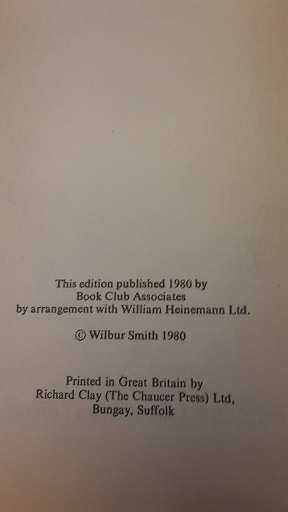 This edition published 1980 by
Book Club Associates
by arrangement with William Heinemann Ltd.
© Wilbur Smith 1980
Printed in Great Britain by
Richard Clay (The Chaucer Press) Ltd,
Bungay, Suffolk